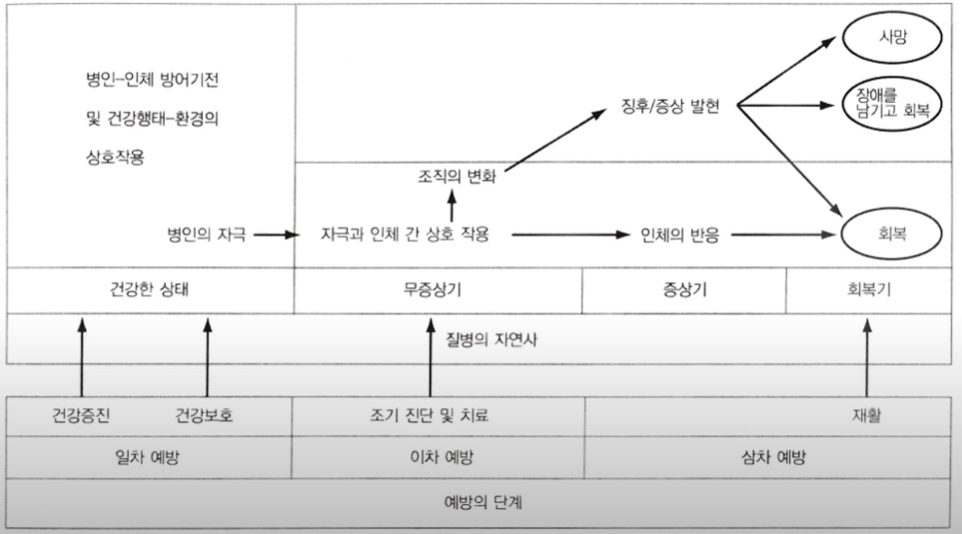 병인-인체 방어기전
및 건강행태-환경의
상호작용
사망
징후/증상 발현
장애를
남기고 회복
조직의 변화
병인의 자극
자극과 인체 간 상호 작용
인체의 반응
회복
건강한 상태
무증상기
증상기
회복기
질병의 자연사
건강증진
건강보호
조기 진단 및 치료
재활
일차 예방
이차 예방
삼차 예방
예방의 단계